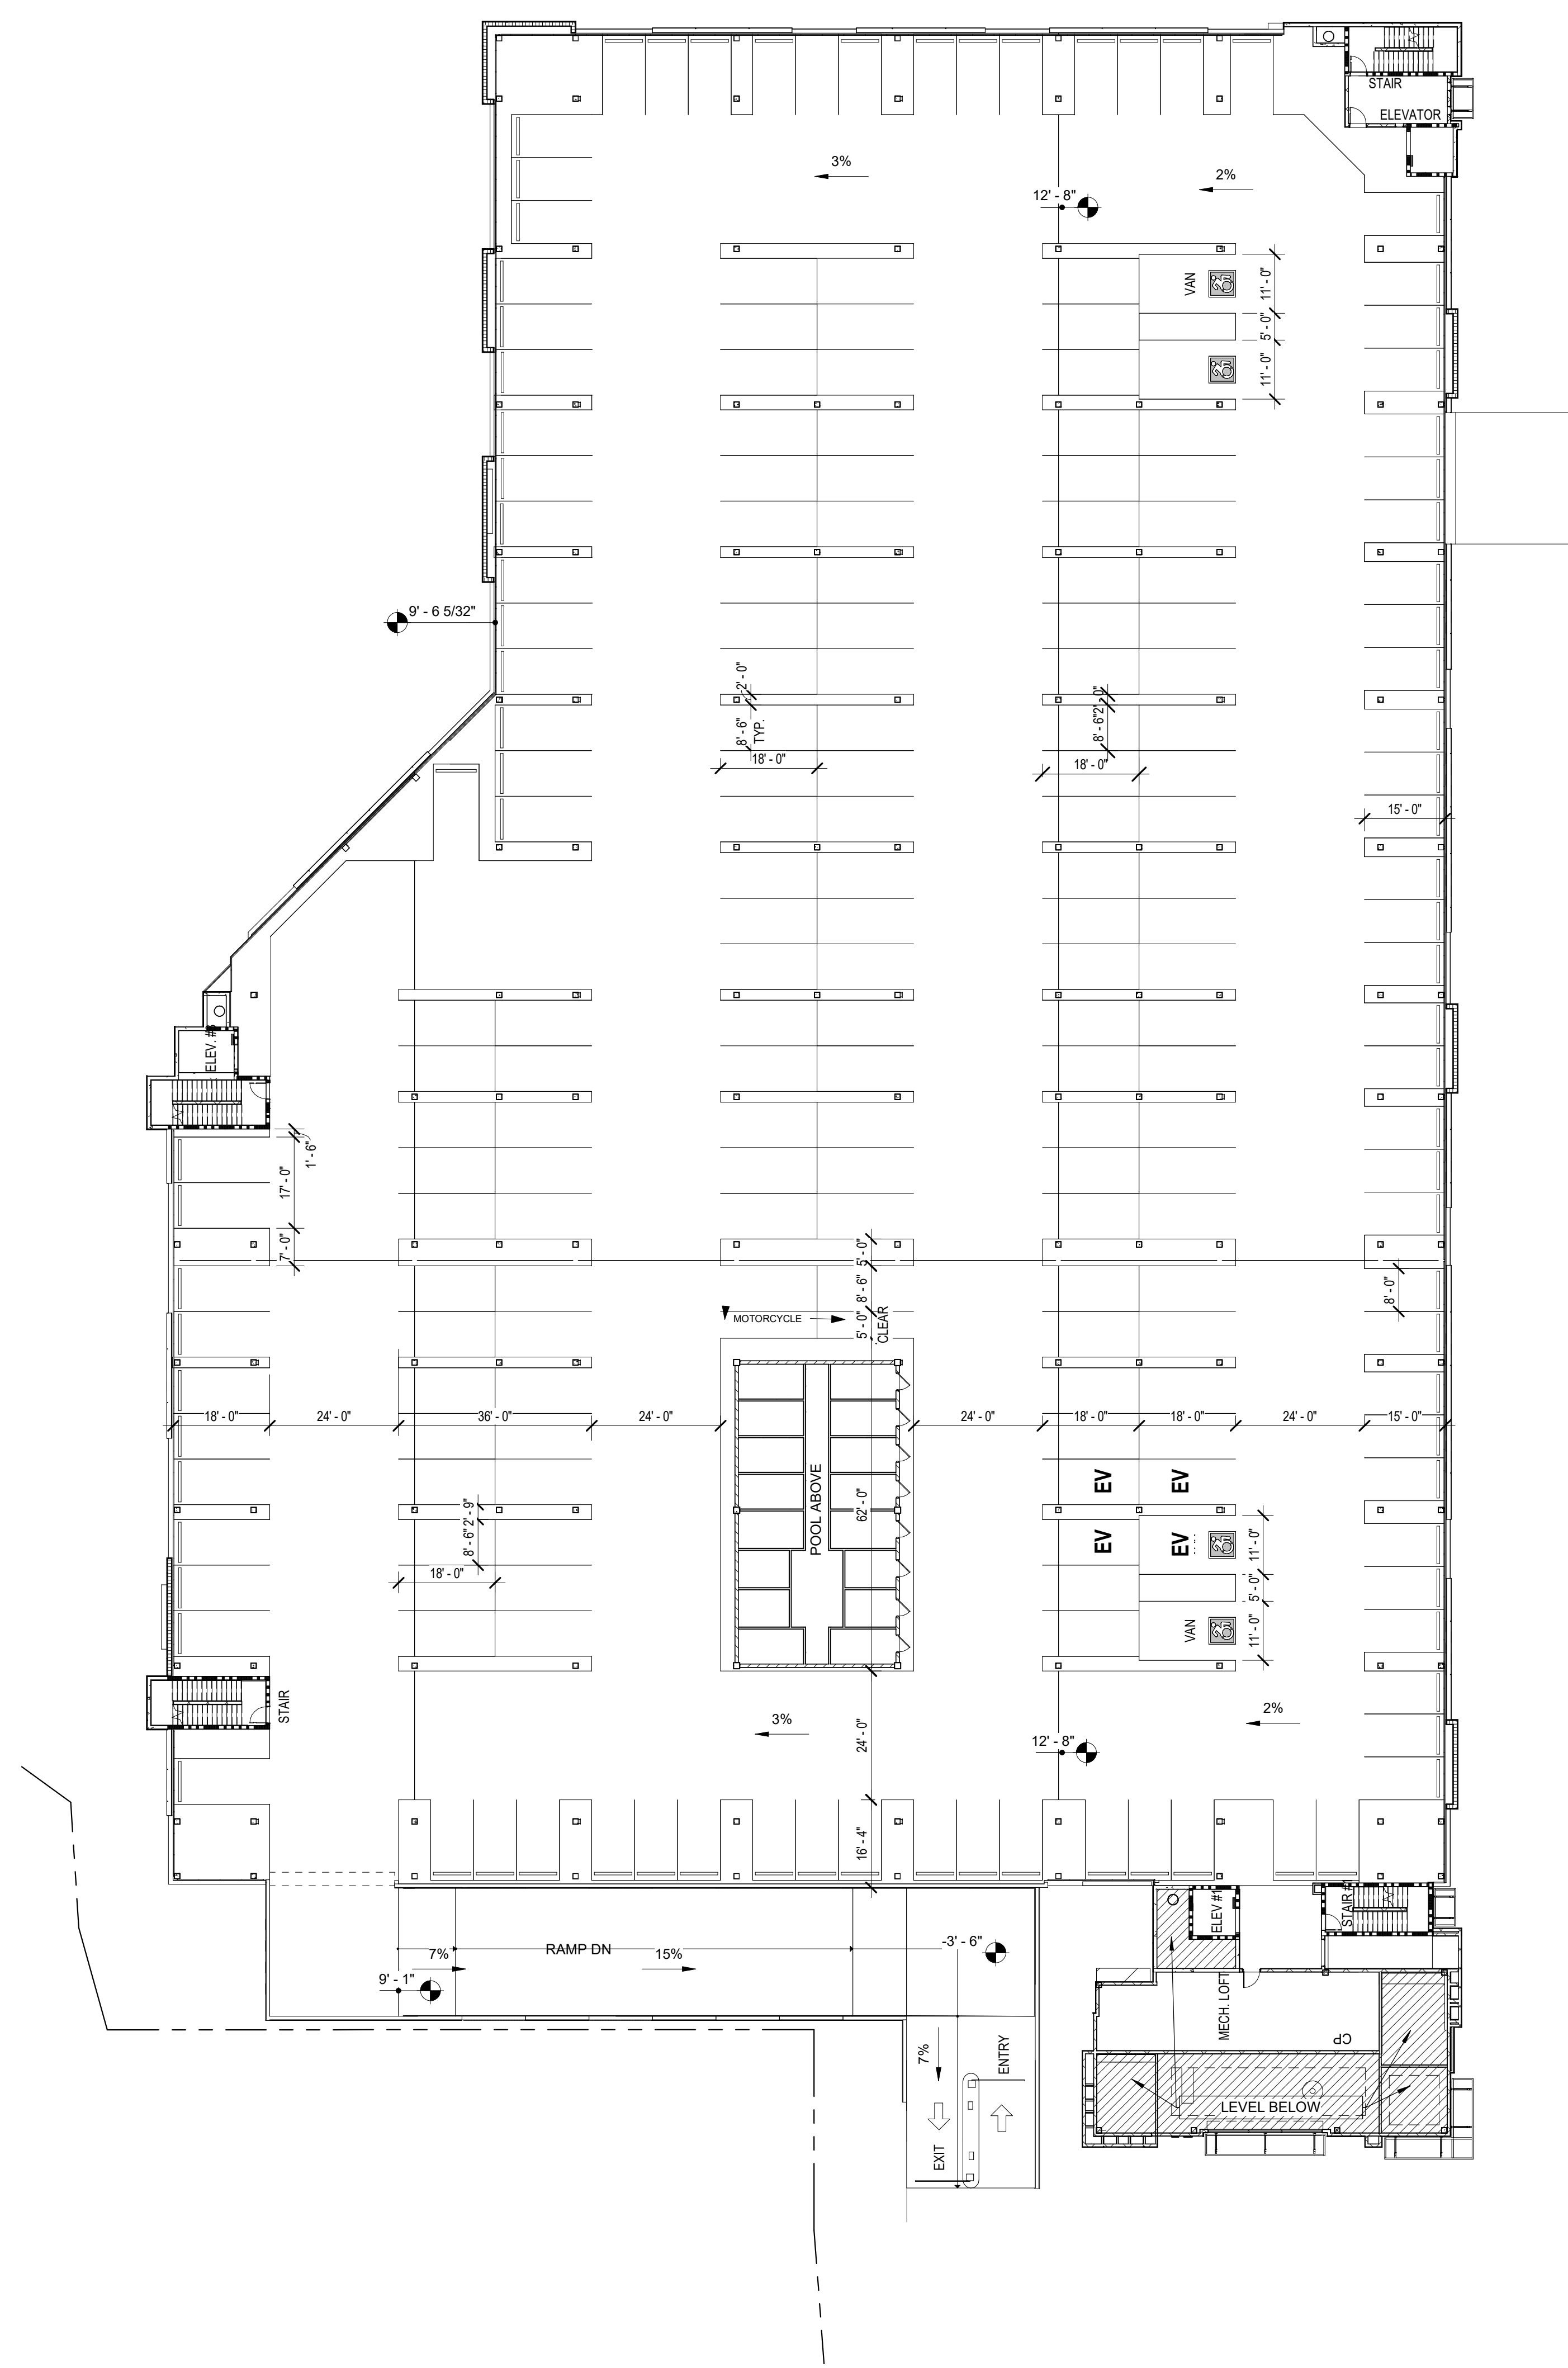 STAIR
ELEVATOR
3%
2%
12' - 8"
VAN
11' - 0"
5' - 0"
11' - 0"
9' - 6 5/32"
2' - 0"
8' - 6"
TYP.
18' - 0"
8' - 6"
18' - 0"
15' - 0"
1' - 6"
17' - 0"
7' - 0"
5' - 0"
8' - 6"
5' - 0"
CLEAR
MOTORCYCLE
8' - 0"
18' - 0"
24' - 0"
36' - 0"
24' - 0"
24' - 0"
18' - 0"
18' - 0"
24' - 0"
15' - 0"
POOL ABOVE
62' - 0"
EV
EV
EV
EV
2' - 9"
8' - 6"
18' - 0"
11' - 0"
5' - 0"
11' - 0"
VAN
STAIR
3%
2%
24' - 0"
12' - 8"
16' - 4"
ELEV #1
7%
RAMP DN
15%
-3' - 6"
9' - 1"
MECH. LOFT
CP
7%
ENTRY
EXIT
LEVEL BELOW